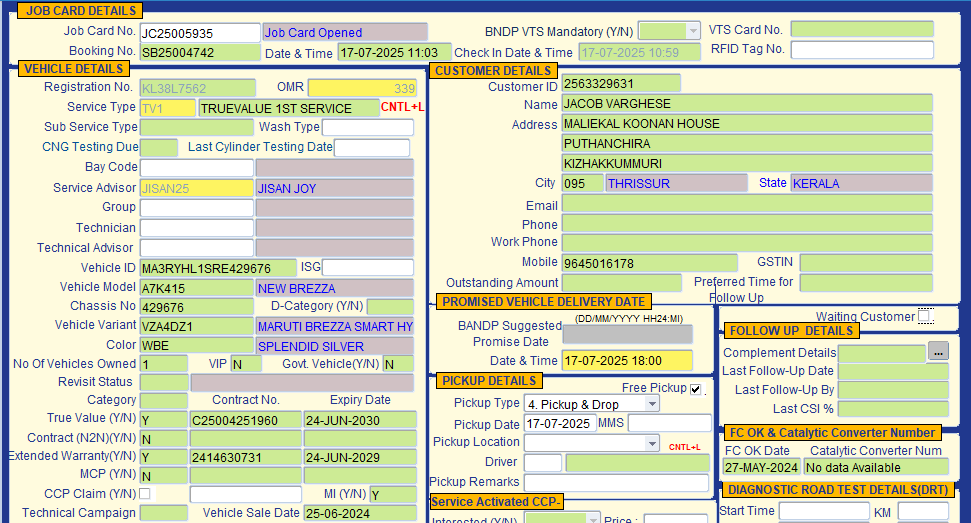 JOB CARD DETAILS
Job Card No. JC25005935 Job Card Opened BNDP VTS Mandatory (Y/N) VTS Card No.
Booking No. SB25004742 Date & Time 17-07-2025 11:03 Check In Date & Time 17-07-2025 10:59 RFID Tag No.
VEHICLE DETAILS
Registration No. KL38L7562 OMR 339
Service Type TV1 TRUEVALUE 1ST SERVICE CNTL+L
Sub Service Type Wash Type
CNG Testing Due Last Cylinder Testing Date
Bay Code
Service Advisor JISAN25 JISAN JOY
Group
Technician
Technical Advisor
Vehicle ID MA3RYHL1SRE429676 ISG
Vehicle Model A7K415 NEW BREZZA
Chassis No 429676 D-Category (Y/N)
Vehicle Variant VZA4DZ1 MARUTI BREZZA SMART HY
Color WBE SPLENDID SILVER
No Of Vehicles Owned 1 VIP N Govt. Vehicle(Y/N) N
Revisit Status
Category Contract No. Expiry Date
True Value (Y/N) Y C25004251960 24-JUN-2030
Contract (N2N)(Y/N) N
Extended Warranty(Y/N) Y 2414630731 24-JUN-2029
MCP (Y/N) N
CCP Claim (Y/N) MI (Y/N) Y
Technical Campaign Vehicle Sale Date 25-06-2024
CUSTOMER DETAILS
Customer ID 2563329631
Name JACOB VARGHESE
Address MALIEKAL KOONAN HOUSE
PUTHANCHIRA
KIZHAKKUMMURI
City 095 THRISSUR State KERALA
Email
Phone
Work Phone
Mobile 9645016178 GSTIN
Outstanding Amount Preferred Time for
Follow Up
PROMISED VEHICLE DELIVERY DATE
(DD/MM/YYYY HH24:MI)
BANDP Suggested
Promise Date
Date & Time 17-07-2025 18:00
PICKUP DETAILS
Free Pickup
Pickup Type 4. Pickup & Drop
Pickup Date 17-07-2025 MMS
Pickup Location CNTL+L
Driver
Pickup Remarks
Service Activated CCP-
Interested (Y/N) Price :
Waiting Customer
FOLLOW UP DETAILS
Complement Details ...
Last Follow-Up Date
Last Follow-Up By
Last CSI %
FC OK & Catalytic Converter Number
FC OK Date Catalytic Converter Num
27-MAY-2024 No data Available
DIAGNOSTIC ROAD TEST DETAILS(DRT)
Start Time KM